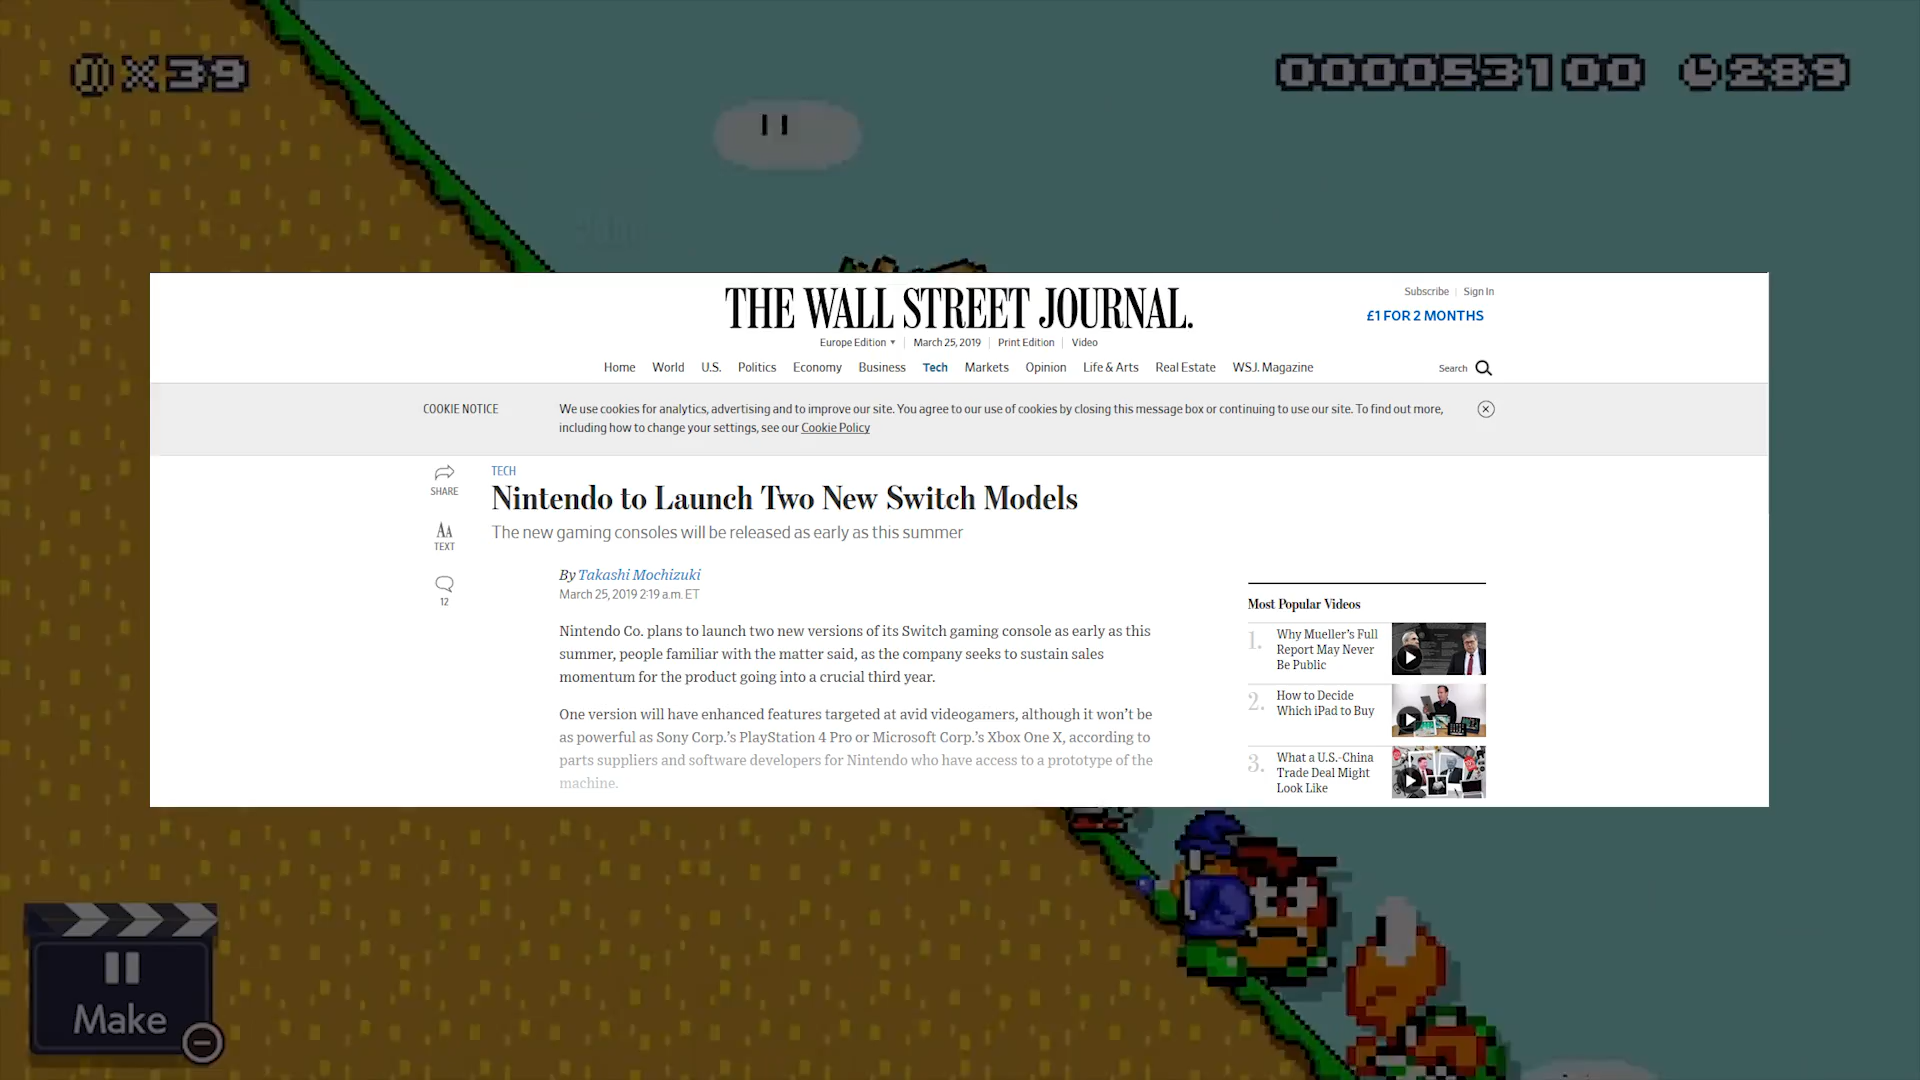 X39
000053100 289
THE WALL STREET JOURNAL.
Subscribe Sign In
£1 FOR 2 MONTHS
Europe Edition March 25, 2019 Print Edition Video
Home World U.S. Politics Economy Business Tech Markets Opinion Life & Arts Real Estate WSJ. Magazine
Search
COOKIE NOTICE
We use cookies for analytics, advertising and to improve our site. You agree to our use of cookies by closing this message box or continuing to use our site. To find out more,
including how to change your settings, see our Cookie Policy
SHARE
AA
TEXT
12
TECH
Nintendo to Launch Two New Switch Models
The new gaming consoles will be released as early as this summer
By Takashi Mochizuki
March 25, 2019 2:19 a.m. ET
Nintendo Co. plans to launch two new versions of its Switch gaming console as early as this
summer, people familiar with the matter said, as the company seeks to sustain sales
momentum for the product going into a crucial third year.
One version will have enhanced features targeted at avid videogamers, although it won't be
as powerful as Sony Corp.'s PlayStation 4 Pro or Microsoft Corp.'s Xbox One X, according to
parts suppliers and software developers for Nintendo who have access to a prototype of the
machine.
Most Popular Videos
1. Why Mueller's Full
Report May Never
Be Public
2. How to Decide
Which iPad to Buy
3. What a U.S.-China
Trade Deal Might
Look Like
Make